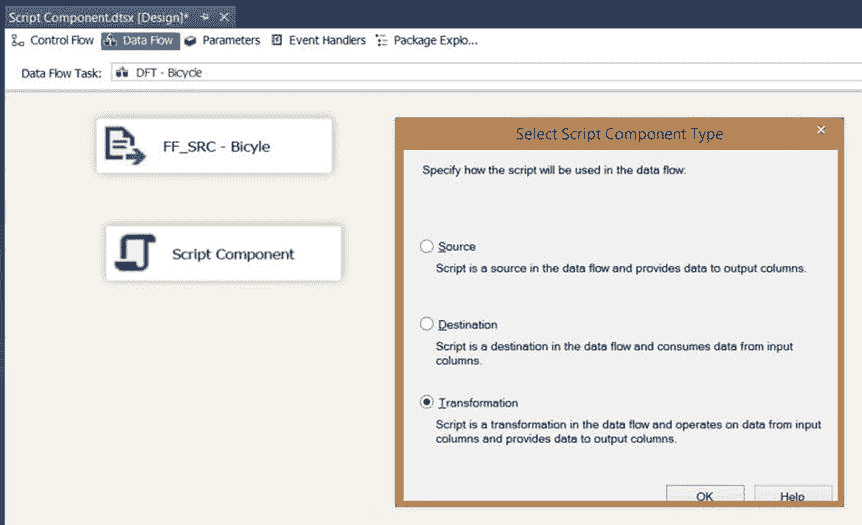 Script Component.dtsx [Design]*
Control Flow Data Flow Parameters Event Handlers Package Explo...
Data Flow Task: DFT - Bicycle
FF_SRC - Bicyle
Script Component
Select Script Component Type
Specify how the script will be used in the data flow:
Source
Script is a source in the data flow and provides data to output columns.
Destination
Script is a destination in the data flow and consumes data from input
columns.
Transformation
Script is a transformation in the data flow and operates on data from input
columns and provides data to output columns.
OK Help